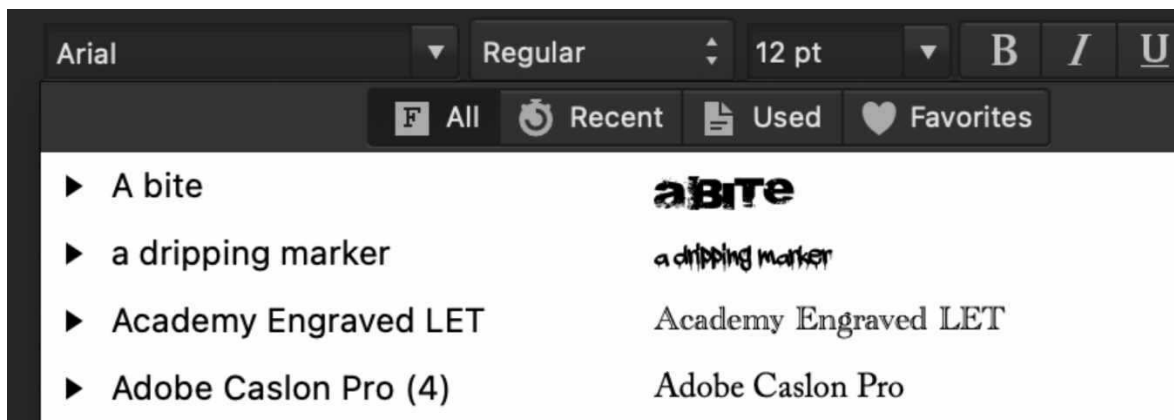 Arial Regular 12 pt B I U
F All Recent Used Favorites
A bite aBiTe
a dripping marker a dripping marker
Academy Engraved LET Academy Engraved LET
Adobe Caslon Pro (4) Adobe Caslon Pro